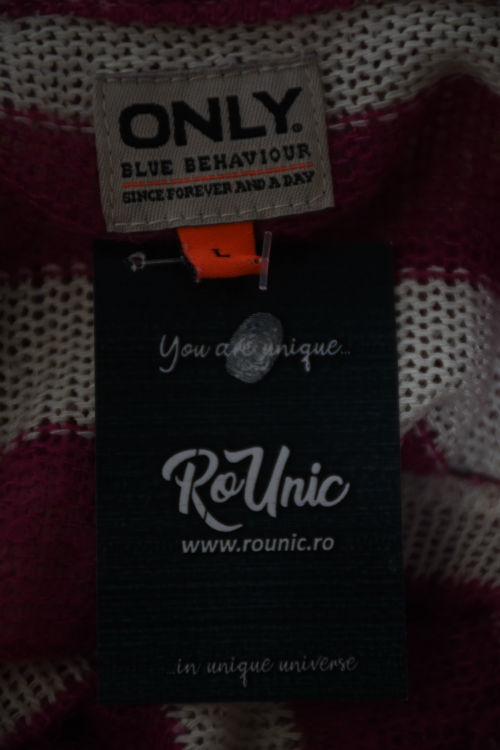 ONLY.
BLUE BEHAVIOUR
SINCE FOREVER AND A DAY
L
You are unique...
RoUnic
www.rounic.ro
...in unique universe